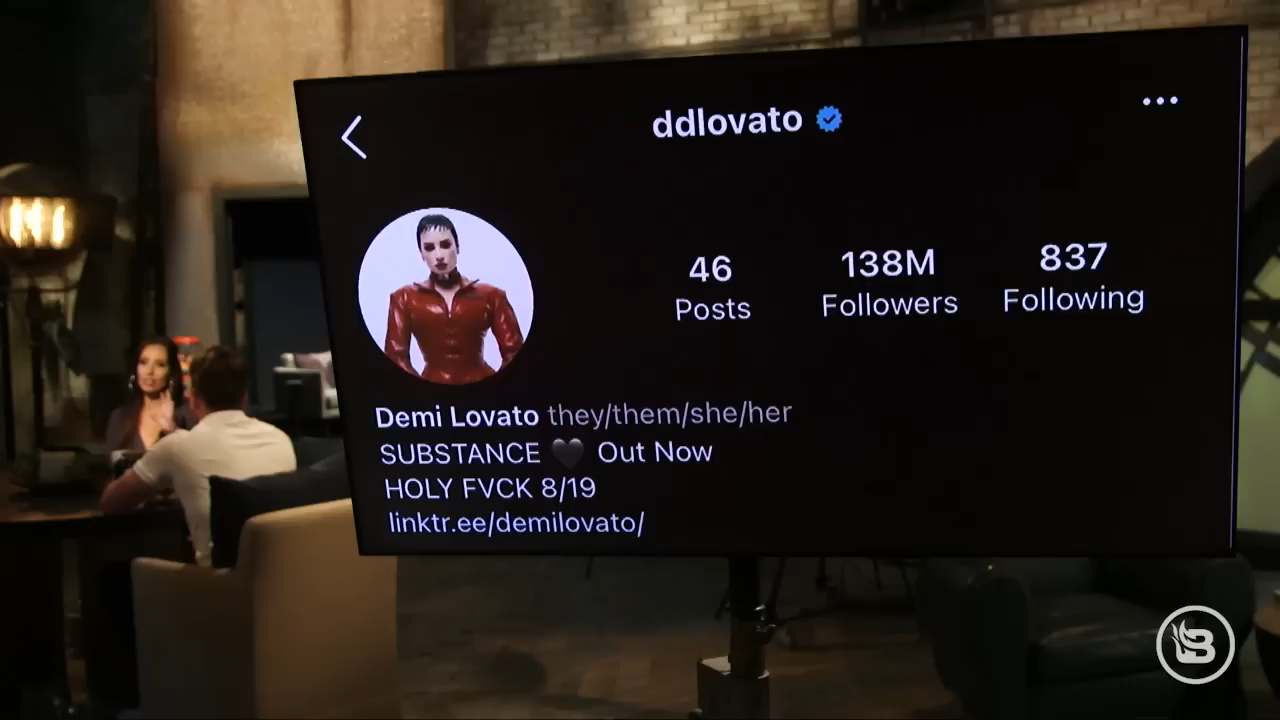 ddlovato
46 138M 837
Posts Followers Following
Demi Lovato they/them/she/her
SUBSTANCE 🖤 Out Now
HOLY FVCK 8/19
linktr.ee/demilovato/
B